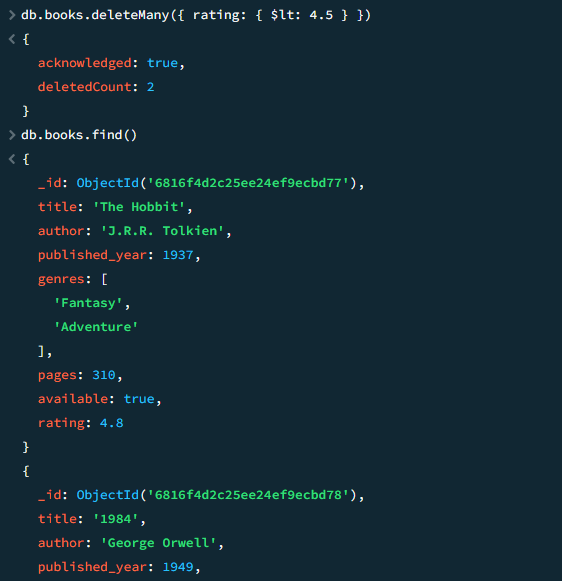 > db.books.deleteMany({ rating: { $lt: 4.5 } })
< {
acknowledged: true,
deletedCount: 2
}
> db.books.find()
< {
_id: ObjectId('6816f4d2c25ee24ef9ecbd77'),
title: 'The Hobbit',
author: 'J.R.R. Tolkien',
published_year: 1937,
genres: [
'Fantasy',
'Adventure'
],
pages: 310,
available: true,
rating: 4.8
}
{
_id: ObjectId('6816f4d2c25ee24ef9ecbd78'),
title: '1984',
author: 'George Orwell',
published_year: 1949,